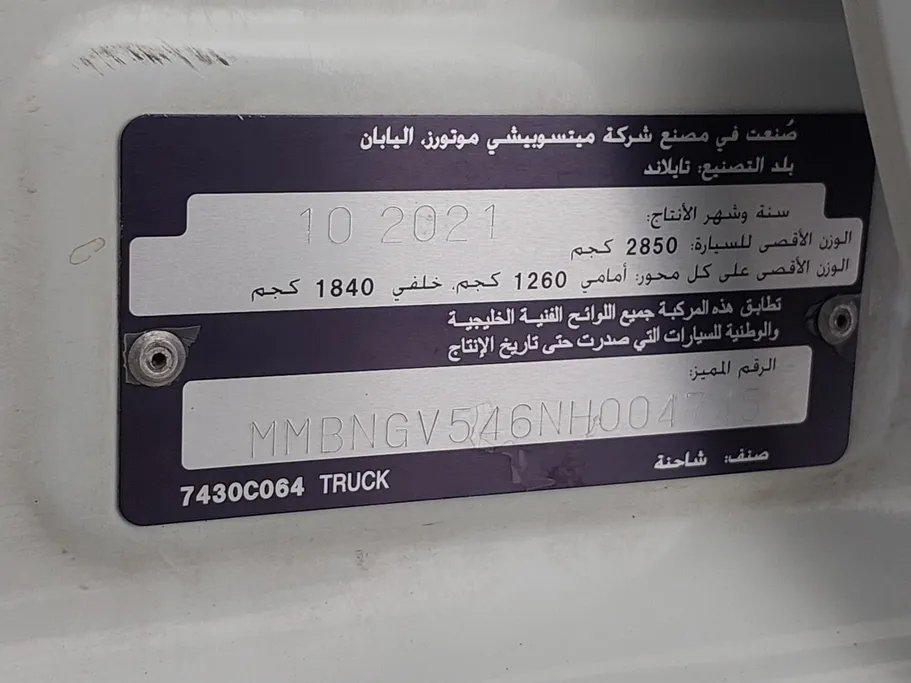 صُنعت في مصنع شركة ميتسوبيشي موتورز. اليابان
بلد التصنيع: تايلاند
سنة وشهر الأنتاج: 10 2021
الوزن الأقصى للسيارة: 2850 كجم
الوزن الأقصى على كل محور: أمامي 1260 كجم. خلفي 1840 كجم
تطابق هذه المركبة جميع اللوائح الفنية الخليجية
والوطنية للسيارات التي صدرت حتى تاريخ الإنتاج
الرقم المميز:
صنف: شاحنة
7430C064 TRUCK